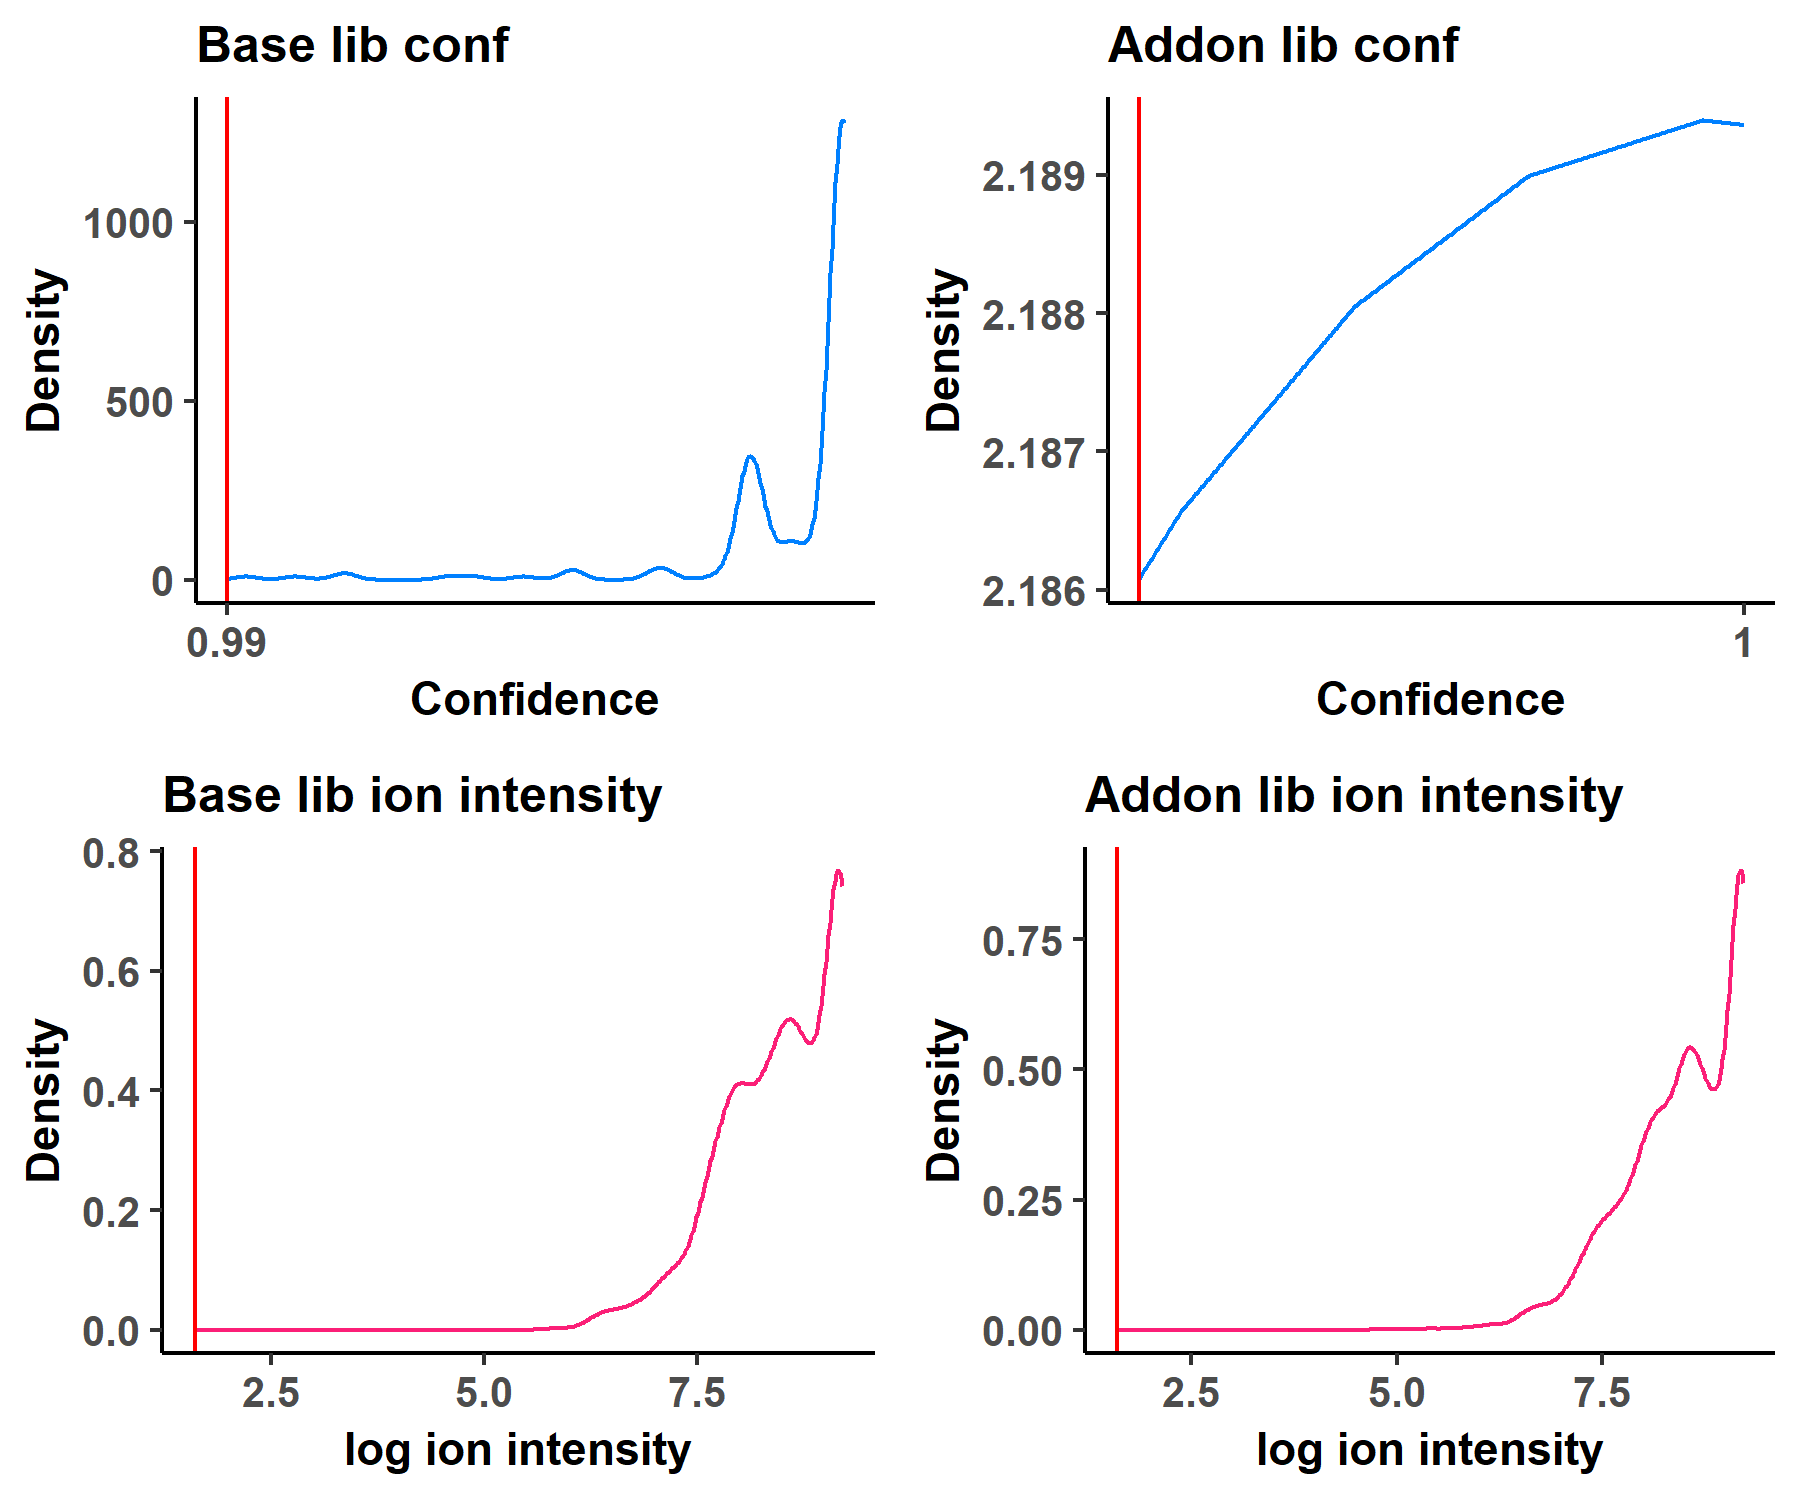 Base lib conf
Density
1000
500
0
0.99
Confidence
Addon lib conf
Density
2.189
2.188
2.187
2.186
1
Confidence
Base lib ion intensity
Density
0.8
0.6
0.4
0.2
0.0
2.5 5.0 7.5
log ion intensity
Addon lib ion intensity
Density
0.75
0.50
0.25
0.00
2.5 5.0 7.5
log ion intensity